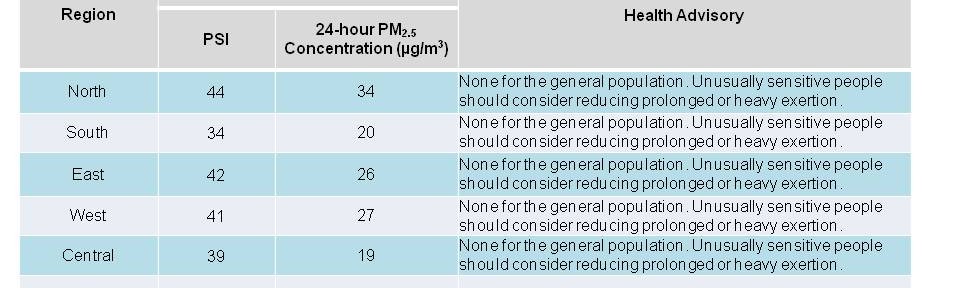 Region
PSI
24-hour PM2.5
Concentration (µg/m³)
Health Advisory
North
44
34
None for the general population. Unusually sensitive people
should consider reducing prolonged or heavy exertion.
South
34
20
None for the general population. Unusually sensitive people
should consider reducing prolonged or heavy exertion.
East
42
26
None for the general population. Unusually sensitive people
should consider reducing prolonged or heavy exertion.
West
41
27
None for the general population. Unusually sensitive people
should consider reducing prolonged or heavy exertion.
Central
39
19
None for the general population. Unusually sensitive people
should consider reducing prolonged or heavy exertion.